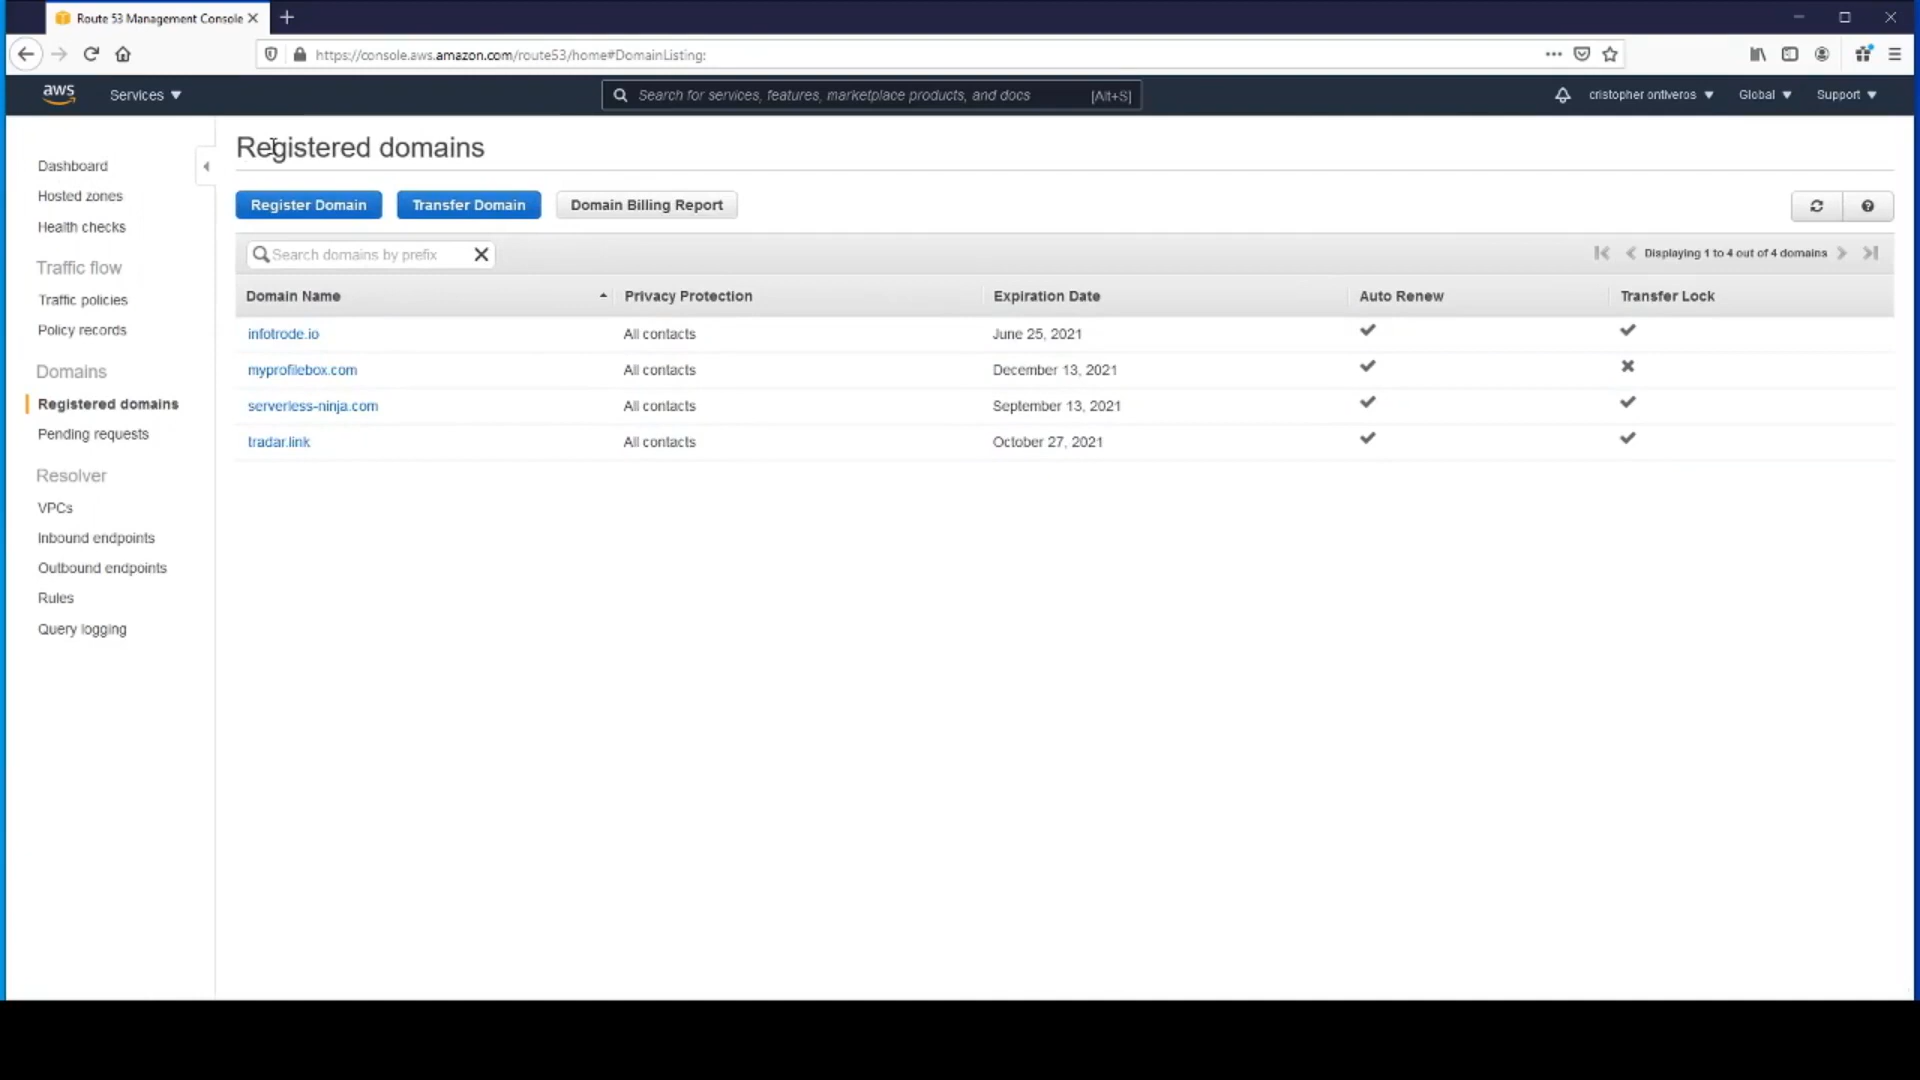 Route 53 Management Console
https://console.aws.amazon.com/route53/home#DomainListing:
aws
Services
Search for services, features, marketplace products, and docs
[Alt+S]
cristopher ontiveros
Global
Support
Dashboard
Hosted zones
Health checks
Traffic flow
Traffic policies
Policy records
Domains
Registered domains
Pending requests
Resolver
VPCs
Inbound endpoints
Outbound endpoints
Rules
Query logging
Registered domains
Register Domain
Transfer Domain
Domain Billing Report
Search domains by prefix
Displaying 1 to 4 out of 4 domains
Domain Name Privacy Protection Expiration Date Auto Renew Transfer Lock
infotrode.io All contacts June 25, 2021
myprofilebox.com All contacts December 13, 2021
serverless-ninja.com All contacts September 13, 2021
tradar.link All contacts October 27, 2021